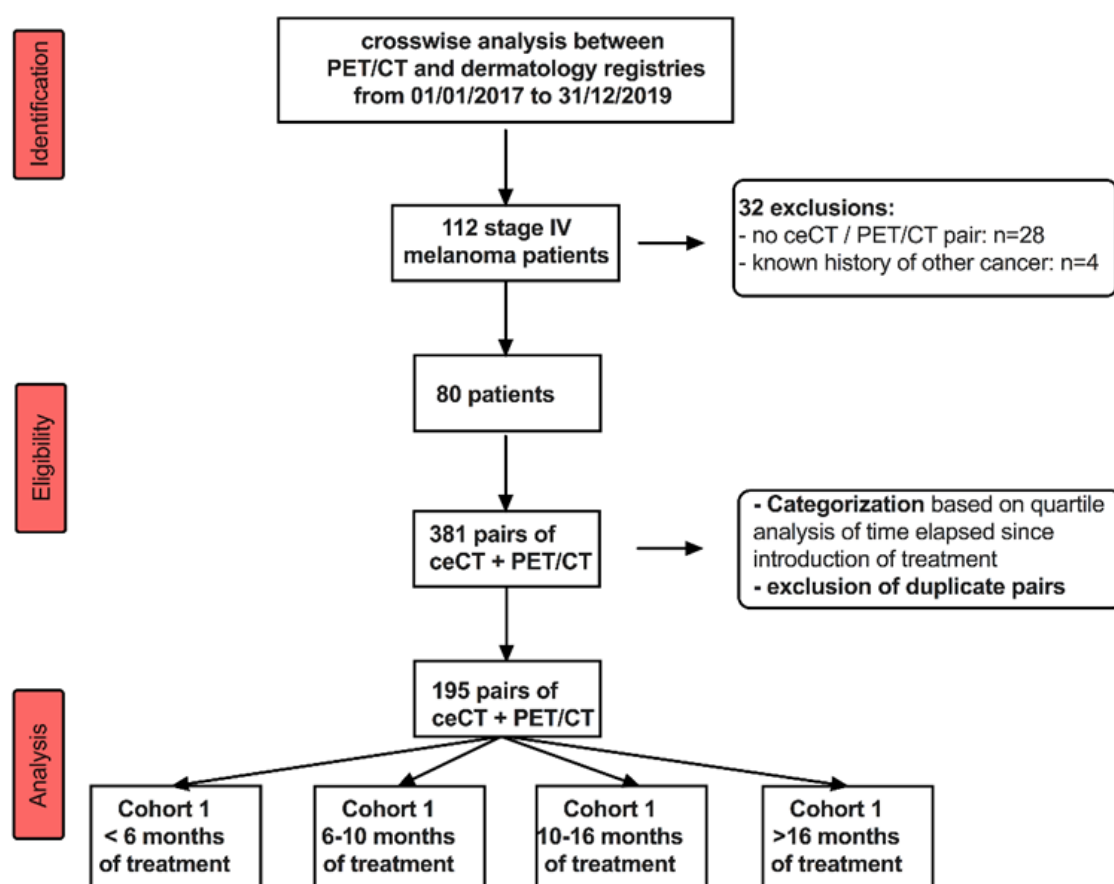 Identification
crosswise analysis between
PET/CT and dermatology registries
from 01/01/2017 to 31/12/2019
112 stage IV
melanoma patients
32 exclusions:
- no ceCT / PET/CT pair: n=28
- known history of other cancer: n=4
Eligibility
80 patients
381 pairs of
ceCT + PET/CT
- Categorization based on quartile
analysis of time elapsed since
introduction of treatment
- exclusion of duplicate pairs
Analysis
195 pairs of
ceCT + PET/CT
Cohort 1
< 6 months
of treatment
Cohort 1
6-10 months
of treatment
Cohort 1
10-16 months
of treatment
Cohort 1
>16 months
of treatment